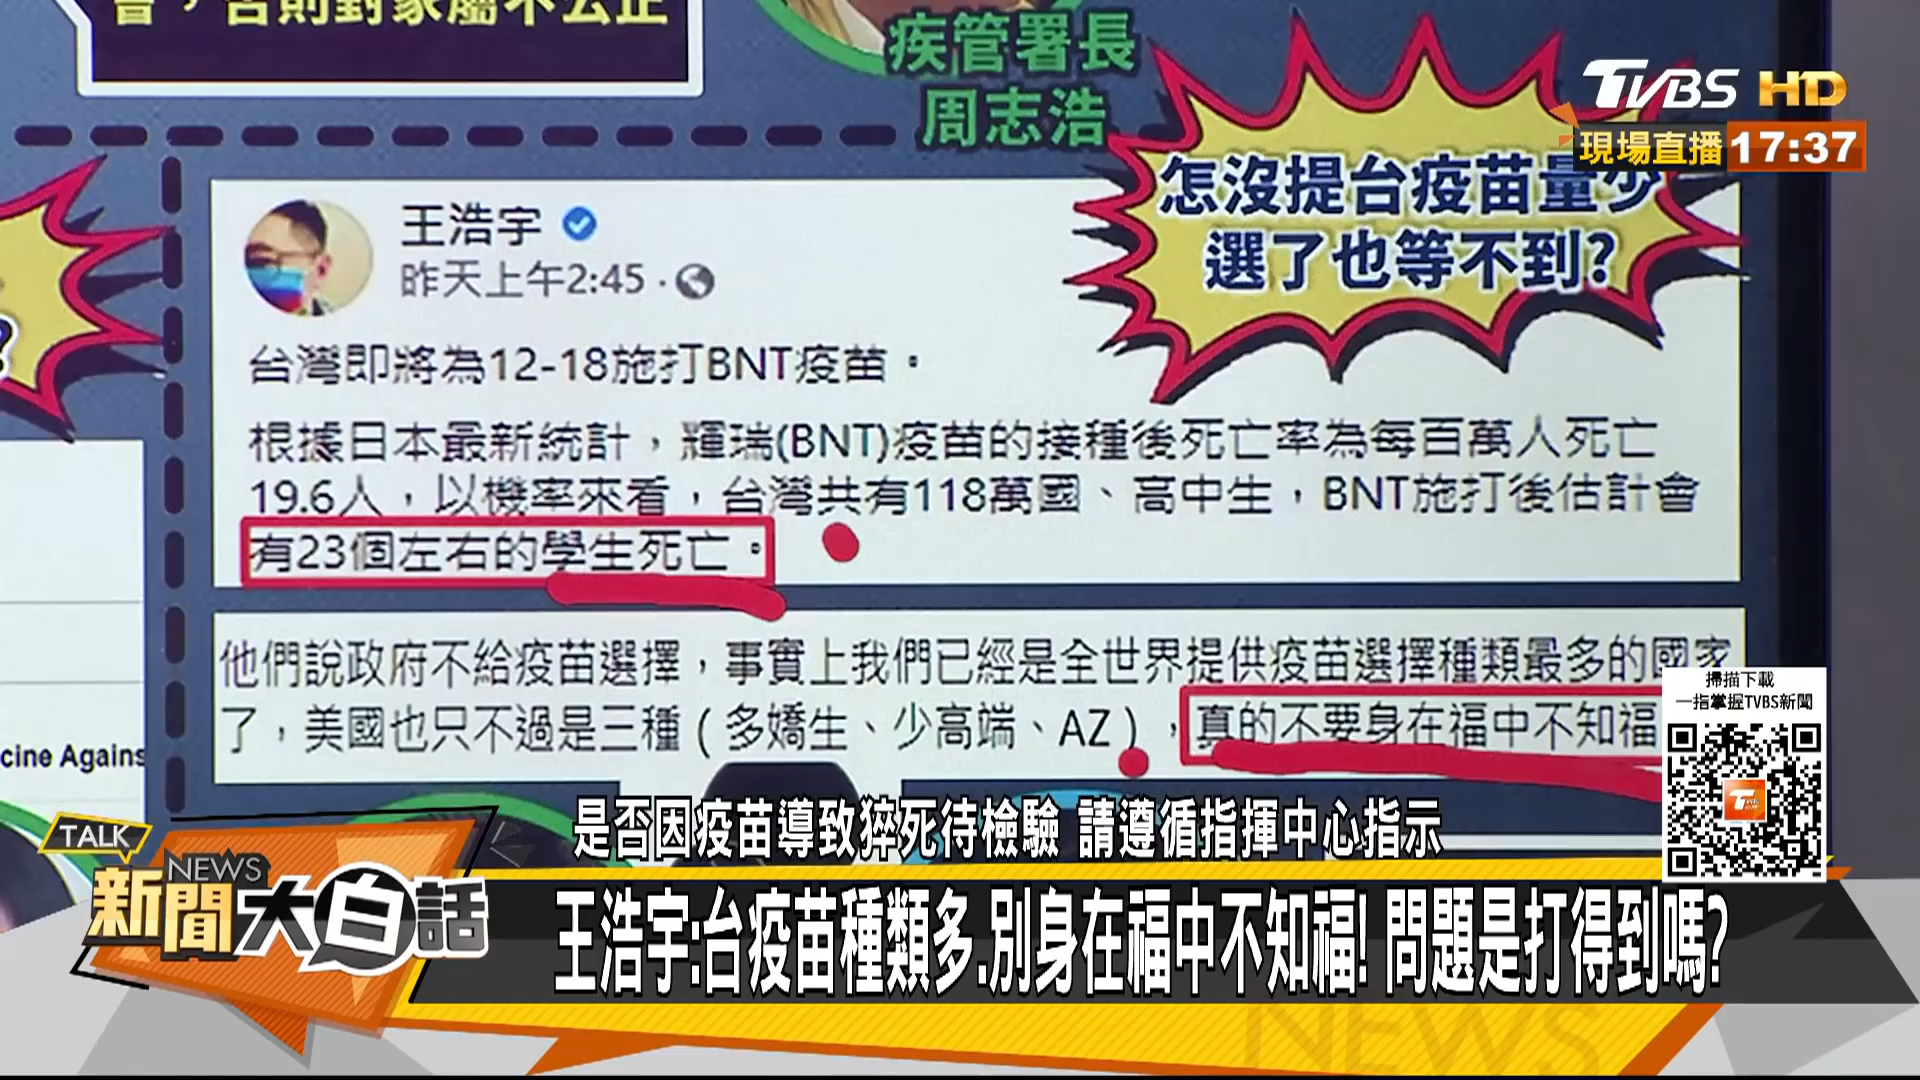 會，否則對家屬不公正
疾管署長
周志浩
TVBS HD
現場直播 17:37
怎沒提台疫苗量少
選了也等不到?
王浩宇
昨天上午2:45
台灣即將為12-18施打BNT疫苗。
根據日本最新統計，輝瑞(BNT)疫苗的接種後死亡率為每百萬人死亡
19.6人，以機率來看，台灣共有118萬國、高中生，BNT施打後估計會
有23個左右的學生死亡。
他們說政府不給疫苗選擇，事實上我們已經是全世界提供疫苗選擇種類最多的國家
了，美國也只不過是三種（多嬌生、少高端、AZ），真的不要身在福中不知福
?
cine Agains
掃描下載
一指掌握TVBS新聞
是否因疫苗導致猝死待檢驗 請遵循指揮中心指示
TALK
NEWS
新聞大白話
王浩宇:台疫苗種類多.別身在福中不知福! 問題是打得到嗎?
NEWS